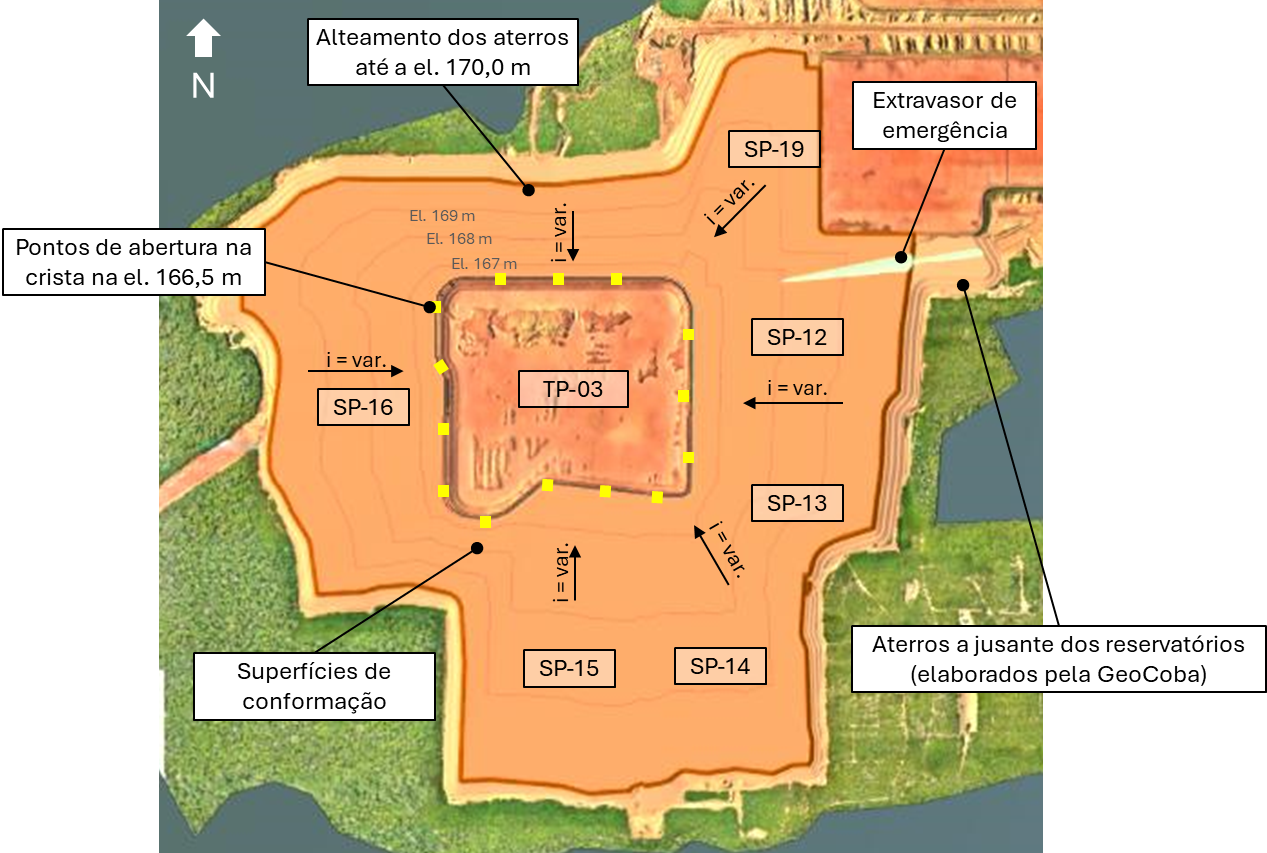 Alteamento dos aterros
até a el. 170,0 m
N
Extravasor de
emergência
SP-19
i = var.
El. 169 m
i = var.
El. 168 m
El. 167 m
Pontos de abertura na
crista na el. 166,5 m
SP-12
i = var.
TP-03
i = var.
SP-16
SP-13
i = var.
i = var.
Superfícies de
conformação
SP-15
SP-14
Aterros a jusante dos reservatórios
(elaborados pela GeoCoba)